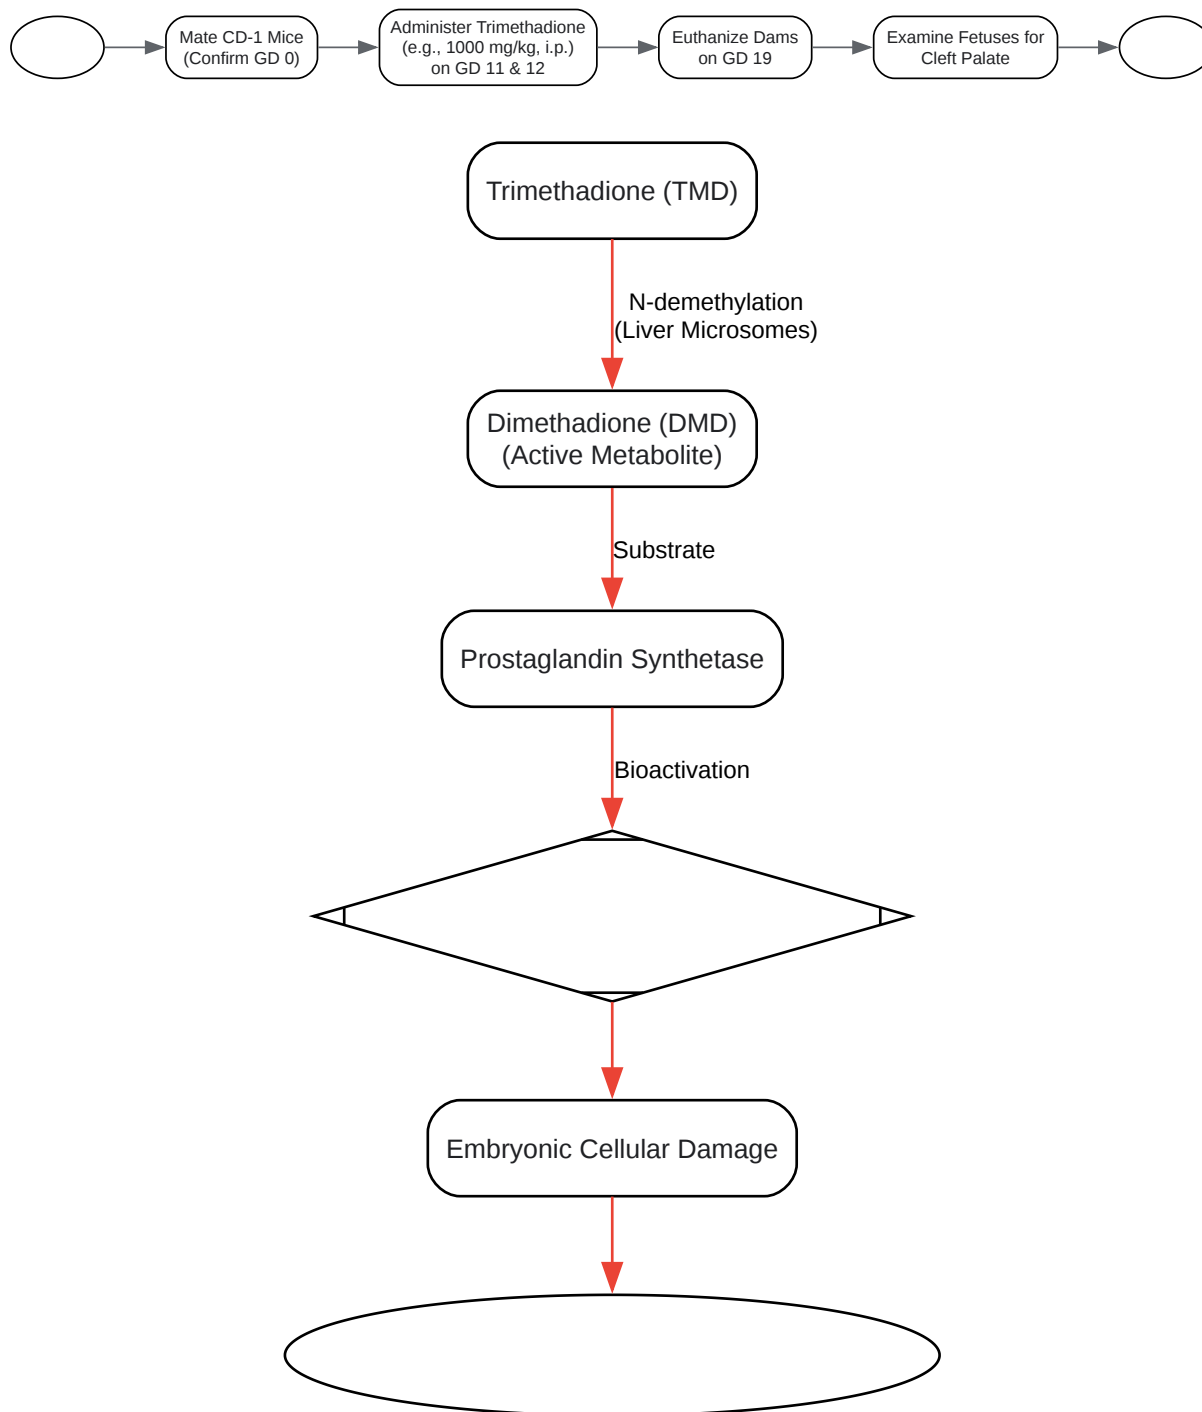 Mate CD-1 Mice
(Confirm GD 0)
Administer Trimethadione
(e.g., 1000 mg/kg, i.p.)
on GD 11 & 12
Euthanize Dams
on GD 19
Examine Fetuses for
Cleft Palate
Trimethadione (TMD)
N-demethylation
(Liver Microsomes)
Dimethadione (DMD)
(Active Metabolite)
Substrate
Prostaglandin Synthetase
Bioactivation
Embryonic Cellular Damage